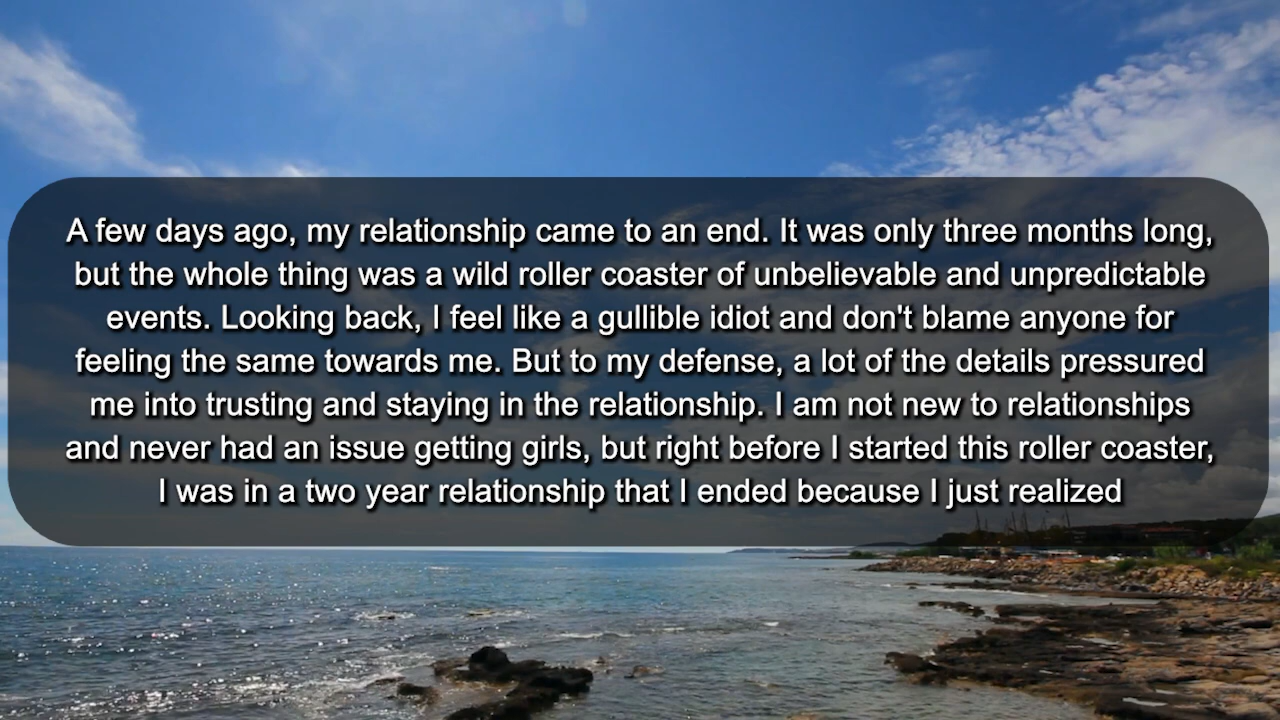 A few days ago, my relationship came to an end. It was only three months long,
but the whole thing was a wild roller coaster of unbelievable and unpredictable
events. Looking back, I feel like a gullible idiot and don't blame anyone for
feeling the same towards me. But to my defense, a lot of the details pressured
me into trusting and staying in the relationship. I am not new to relationships
and never had an issue getting girls, but right before I started this roller coaster,
I was in a two year relationship that I ended because I just realized